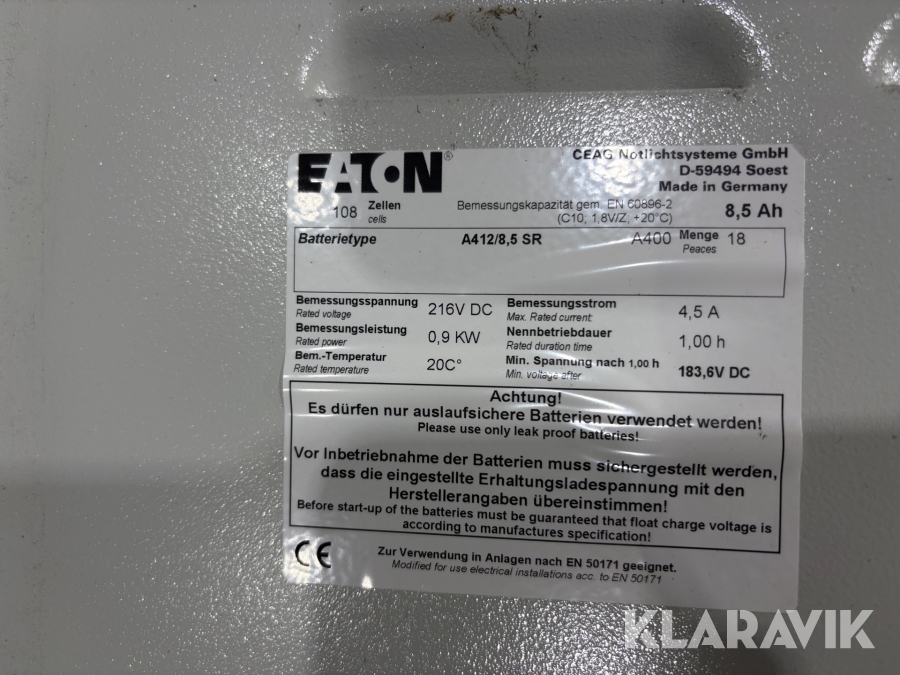 EATON®
CEAG Notlichtsysteme GmbH
D-59494 Soest
Made in Germany
108 Zellen
cells
Bemessungskapazität gem. EN 60896-2
(C10, 1,8V/Z, +20°C)
8,5 Ah
Batterietype A412/8,5 SR A400 Menge 18
Peaces
Bemessungsspannung 216V DC
Rated voltage
Bemessungsstrom 4,5 A
Max. Rated current
Bemessungsleistung 0,9 KW
Rated power
Nennbetriebdauer 1,00 h
Rated duration time
Bem.-Temperatur 20C°
Rated temperature
Min. Spannung nach 1,00 h 183,6V DC
Min. voltage after
Achtung!
Es dürfen nur auslaufsichere Batterien verwendet werden!
Please use only leak proof batteries!
Vor Inbetriebnahme der Batterien muss sichergestellt werden,
dass die eingestellte Erhaltungsladespannung mit den
Herstellerangaben übereinstimmen!
Before start-up of the batteries must be guaranteed that float charge voltage is
according to manufactures specification!
CE
Zur Verwendung in Anlagen nach EN 50171 geeignet.
Modified for use electrical installations acc. to EN 50171
KLARAVIK